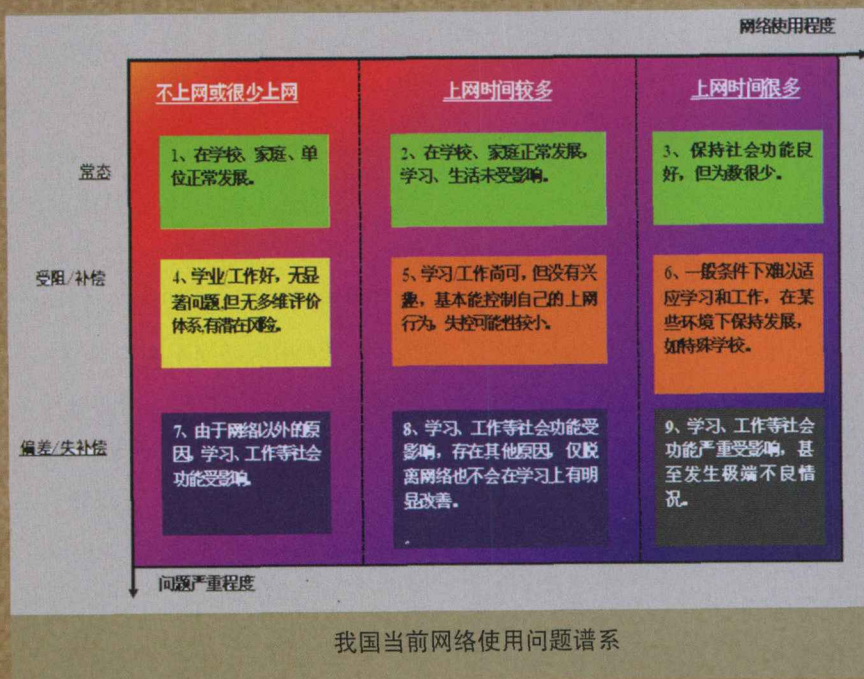 网络使用程度
不上网或很少上网
上网时间较多
上网时间很多
常态
1、在学校、家庭、单
位正常发展。
2、在学校、家庭正常发展，
学习、生活未受影响。
3、保持社会功能良
好，但为数很少。
受阻/补偿
4、学业/工作好，无显
著问题,但无多维评价
体系,有潜在风险。
5、学习/工作尚可，但没有兴
趣，基本能控制自己的上网
行为，失控可能性较小。
6、一般条件下难以适
应学习和工作，在某
些环境下保持发展，
如特殊学校。
偏差/失补偿
7、由于网络以外的原
因，学习、工作等社会
功能受影响。
8、学习、工作等社会功能受
影响，存在其他原因，仅脱
离网络也不会在学习上有明
显改善。
9、学习、工作等社会
功能严重受影响，甚
至发生极端不良情
况。
问题严重程度
我国当前网络使用问题谱系